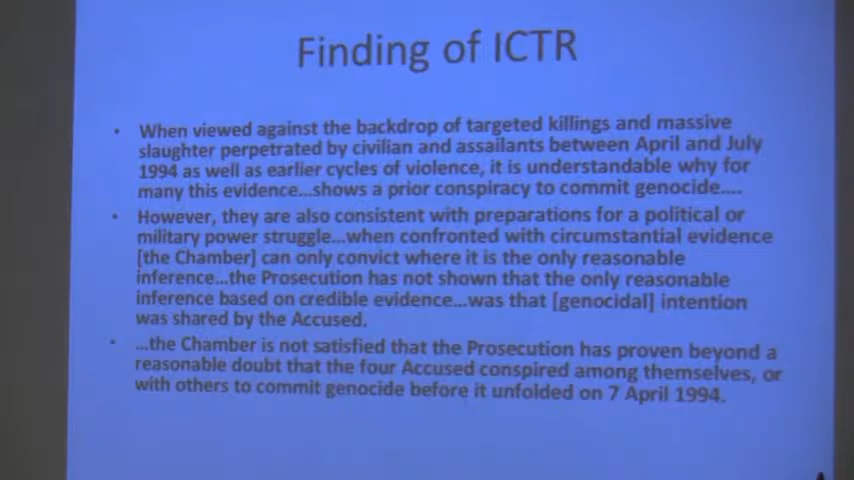 Finding of ICTR
• When viewed against the backdrop of targeted killings and massive
slaughter perpetrated by civilian and assailants between April and July
1994 as well as earlier cycles of violence, it is understandable why for
many this evidence...shows a prior conspiracy to commit genocide....
• However, they are also consistent with preparations for a political or
military power struggle...when confronted with circumstantial evidence
[the Chamber] can only convict where it is the only reasonable
inference...the Prosecution has not shown that the only reasonable
inference based on credible evidence...was that [genocidal] intention
was shared by the Accused.
• ...the Chamber is not satisfied that the Prosecution has proven beyond a
reasonable doubt that the four Accused conspired among themselves, or
with others to commit genocide before it unfolded on 7 April 1994.